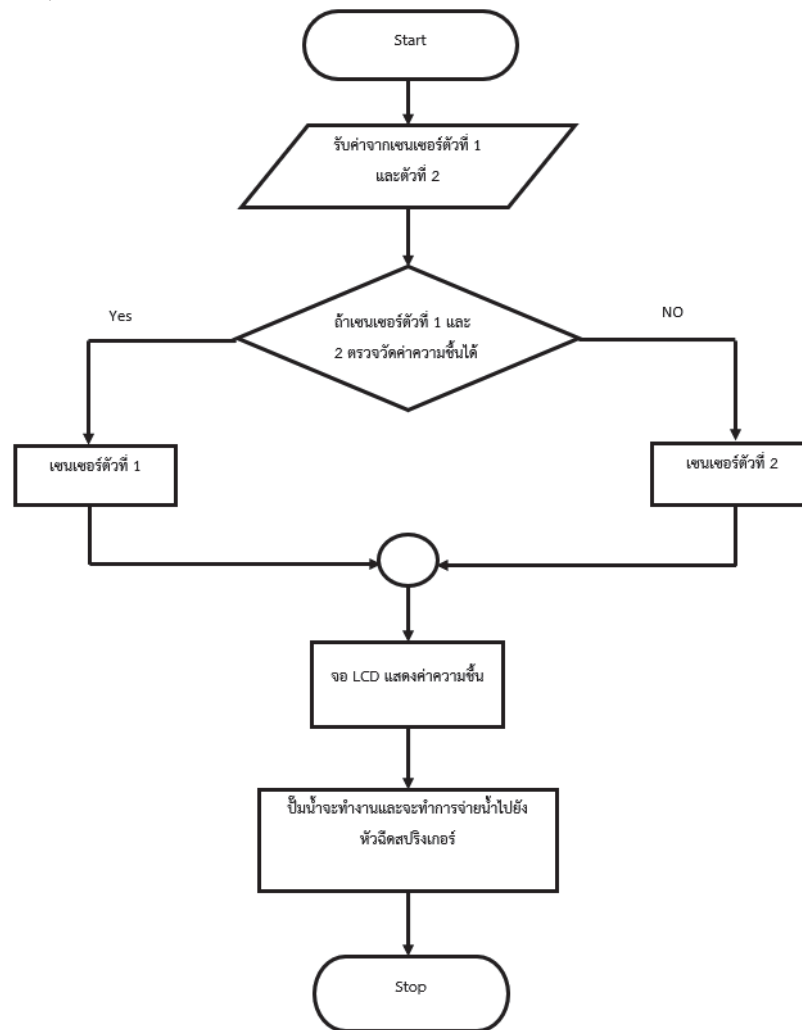 Start
รับค่าจากเซนเซอร์ตัวที่ 1
และตัวที่ 2
ถ้าเซนเซอร์ตัวที่ 1 และ
2 ตรวจวัดค่าความชื้นได้
Yes
NO
เซนเซอร์ตัวที่ 1
เซนเซอร์ตัวที่ 2
จอ LCD แสดงค่าความชื้น
ปั๊มน้ำจะทำงานและจะทำการจ่ายน้ำไปยัง
หัวฉีดสปริงเกอร์
Stop